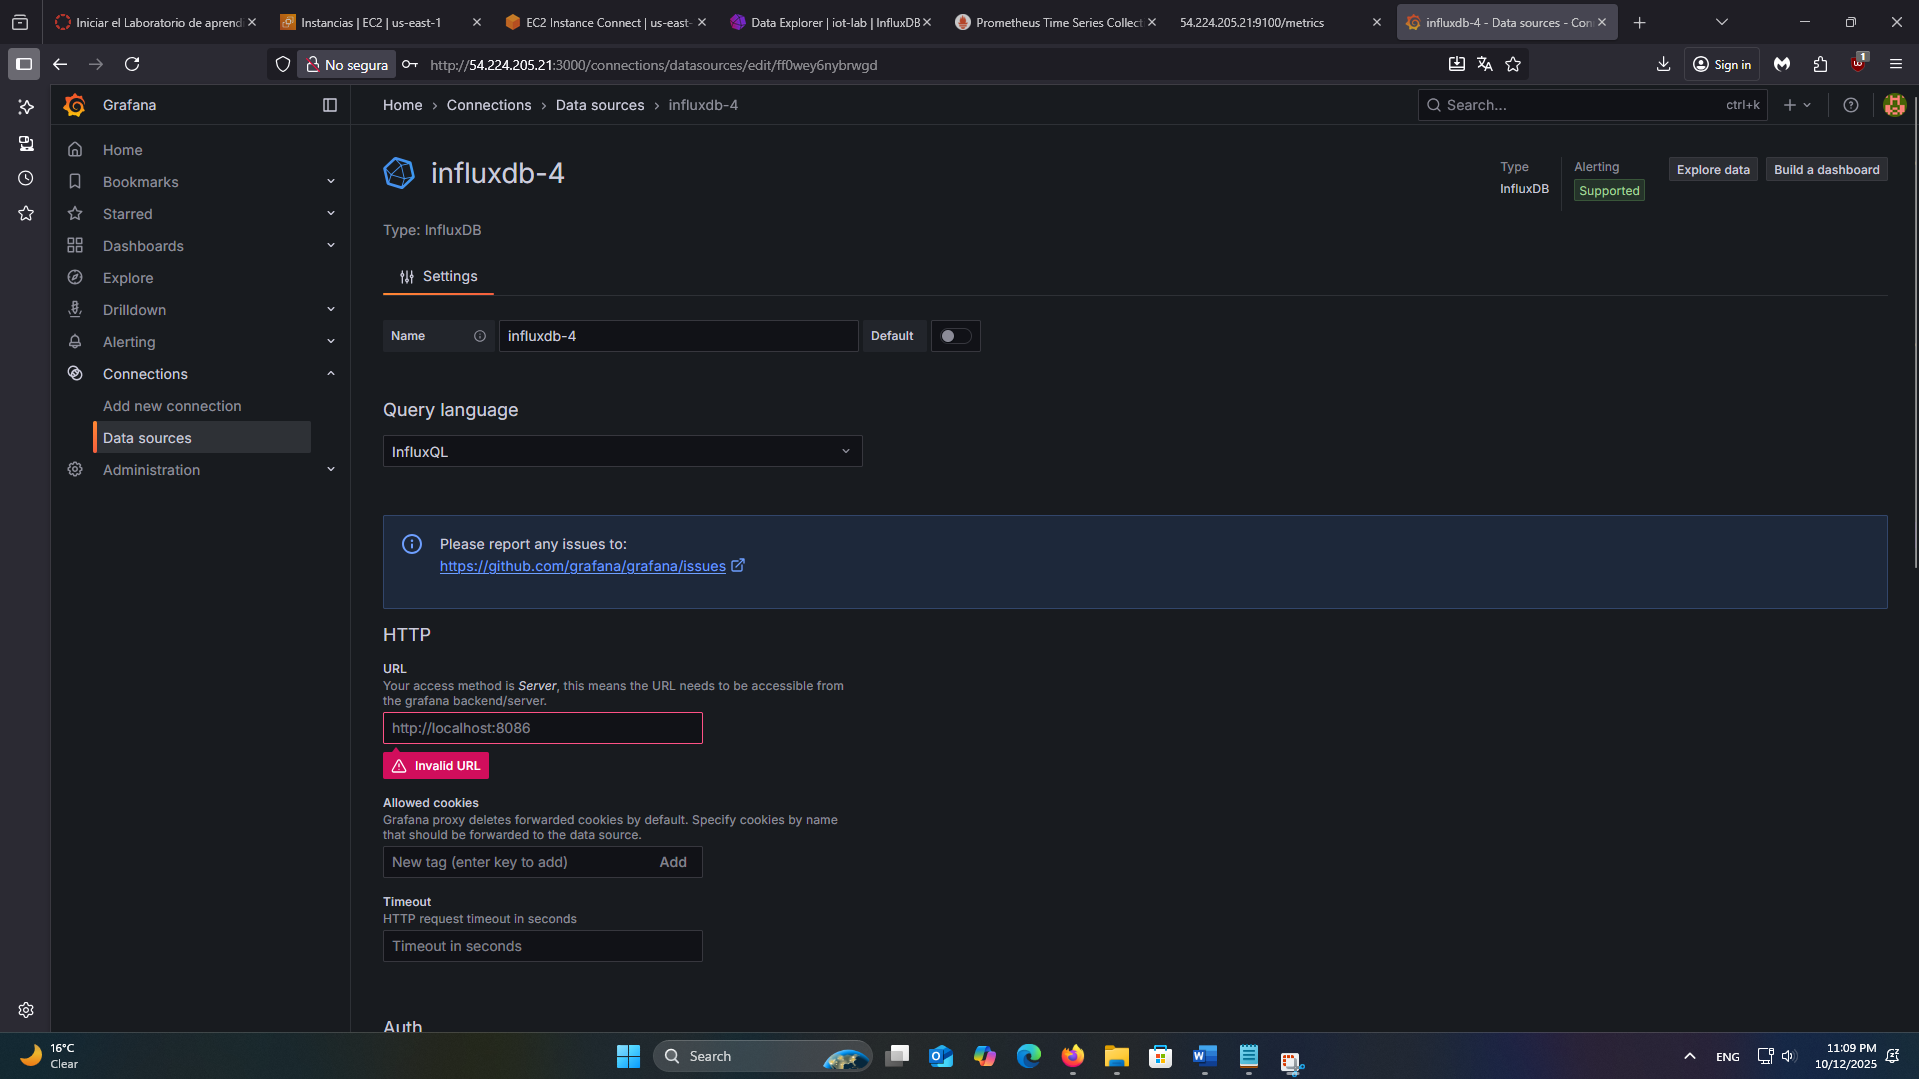 Iniciar el Laboratorio de aprendi
Instancias | EC2 | us-east-1
EC2 Instance Connect | us-east-
Data Explorer | iot-lab | InfluxDB
Prometheus Time Series Collect
54.224.205.21:9100/metrics
influxdb-4 - Data sources - Con
No segura
http://54.224.205.21:3000/connections/datasources/edit/ff0wey6nybrwgd
Sign in
1
Grafana
Home › Connections › Data sources › influxdb-4
Search...
ctrl+k
Home
Bookmarks
Starred
Dashboards
Explore
Drilldown
Alerting
Connections
Add new connection
Data sources
Administration
influxdb-4
Type
InfluxDB
Alerting
Supported
Explore data
Build a dashboard
Type: InfluxDB
Settings
Name
influxdb-4
Default
Query language
InfluxQL
Please report any issues to:
https://github.com/grafana/grafana/issues
HTTP
URL
Your access method is Server, this means the URL needs to be accessible from
the grafana backend/server.
http://localhost:8086
Invalid URL
Allowed cookies
Grafana proxy deletes forwarded cookies by default. Specify cookies by name
that should be forwarded to the data source.
New tag (enter key to add)
Add
Timeout
HTTP request timeout in seconds
Timeout in seconds
Auth
16°C
Clear
Search
ENG
11:09 PM
10/12/2025